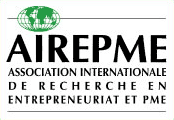 AIREPME
ASSOCIATION INTERNATIONALE
DE RECHERCHE EN
ENTREPRENEURIAT ET PME